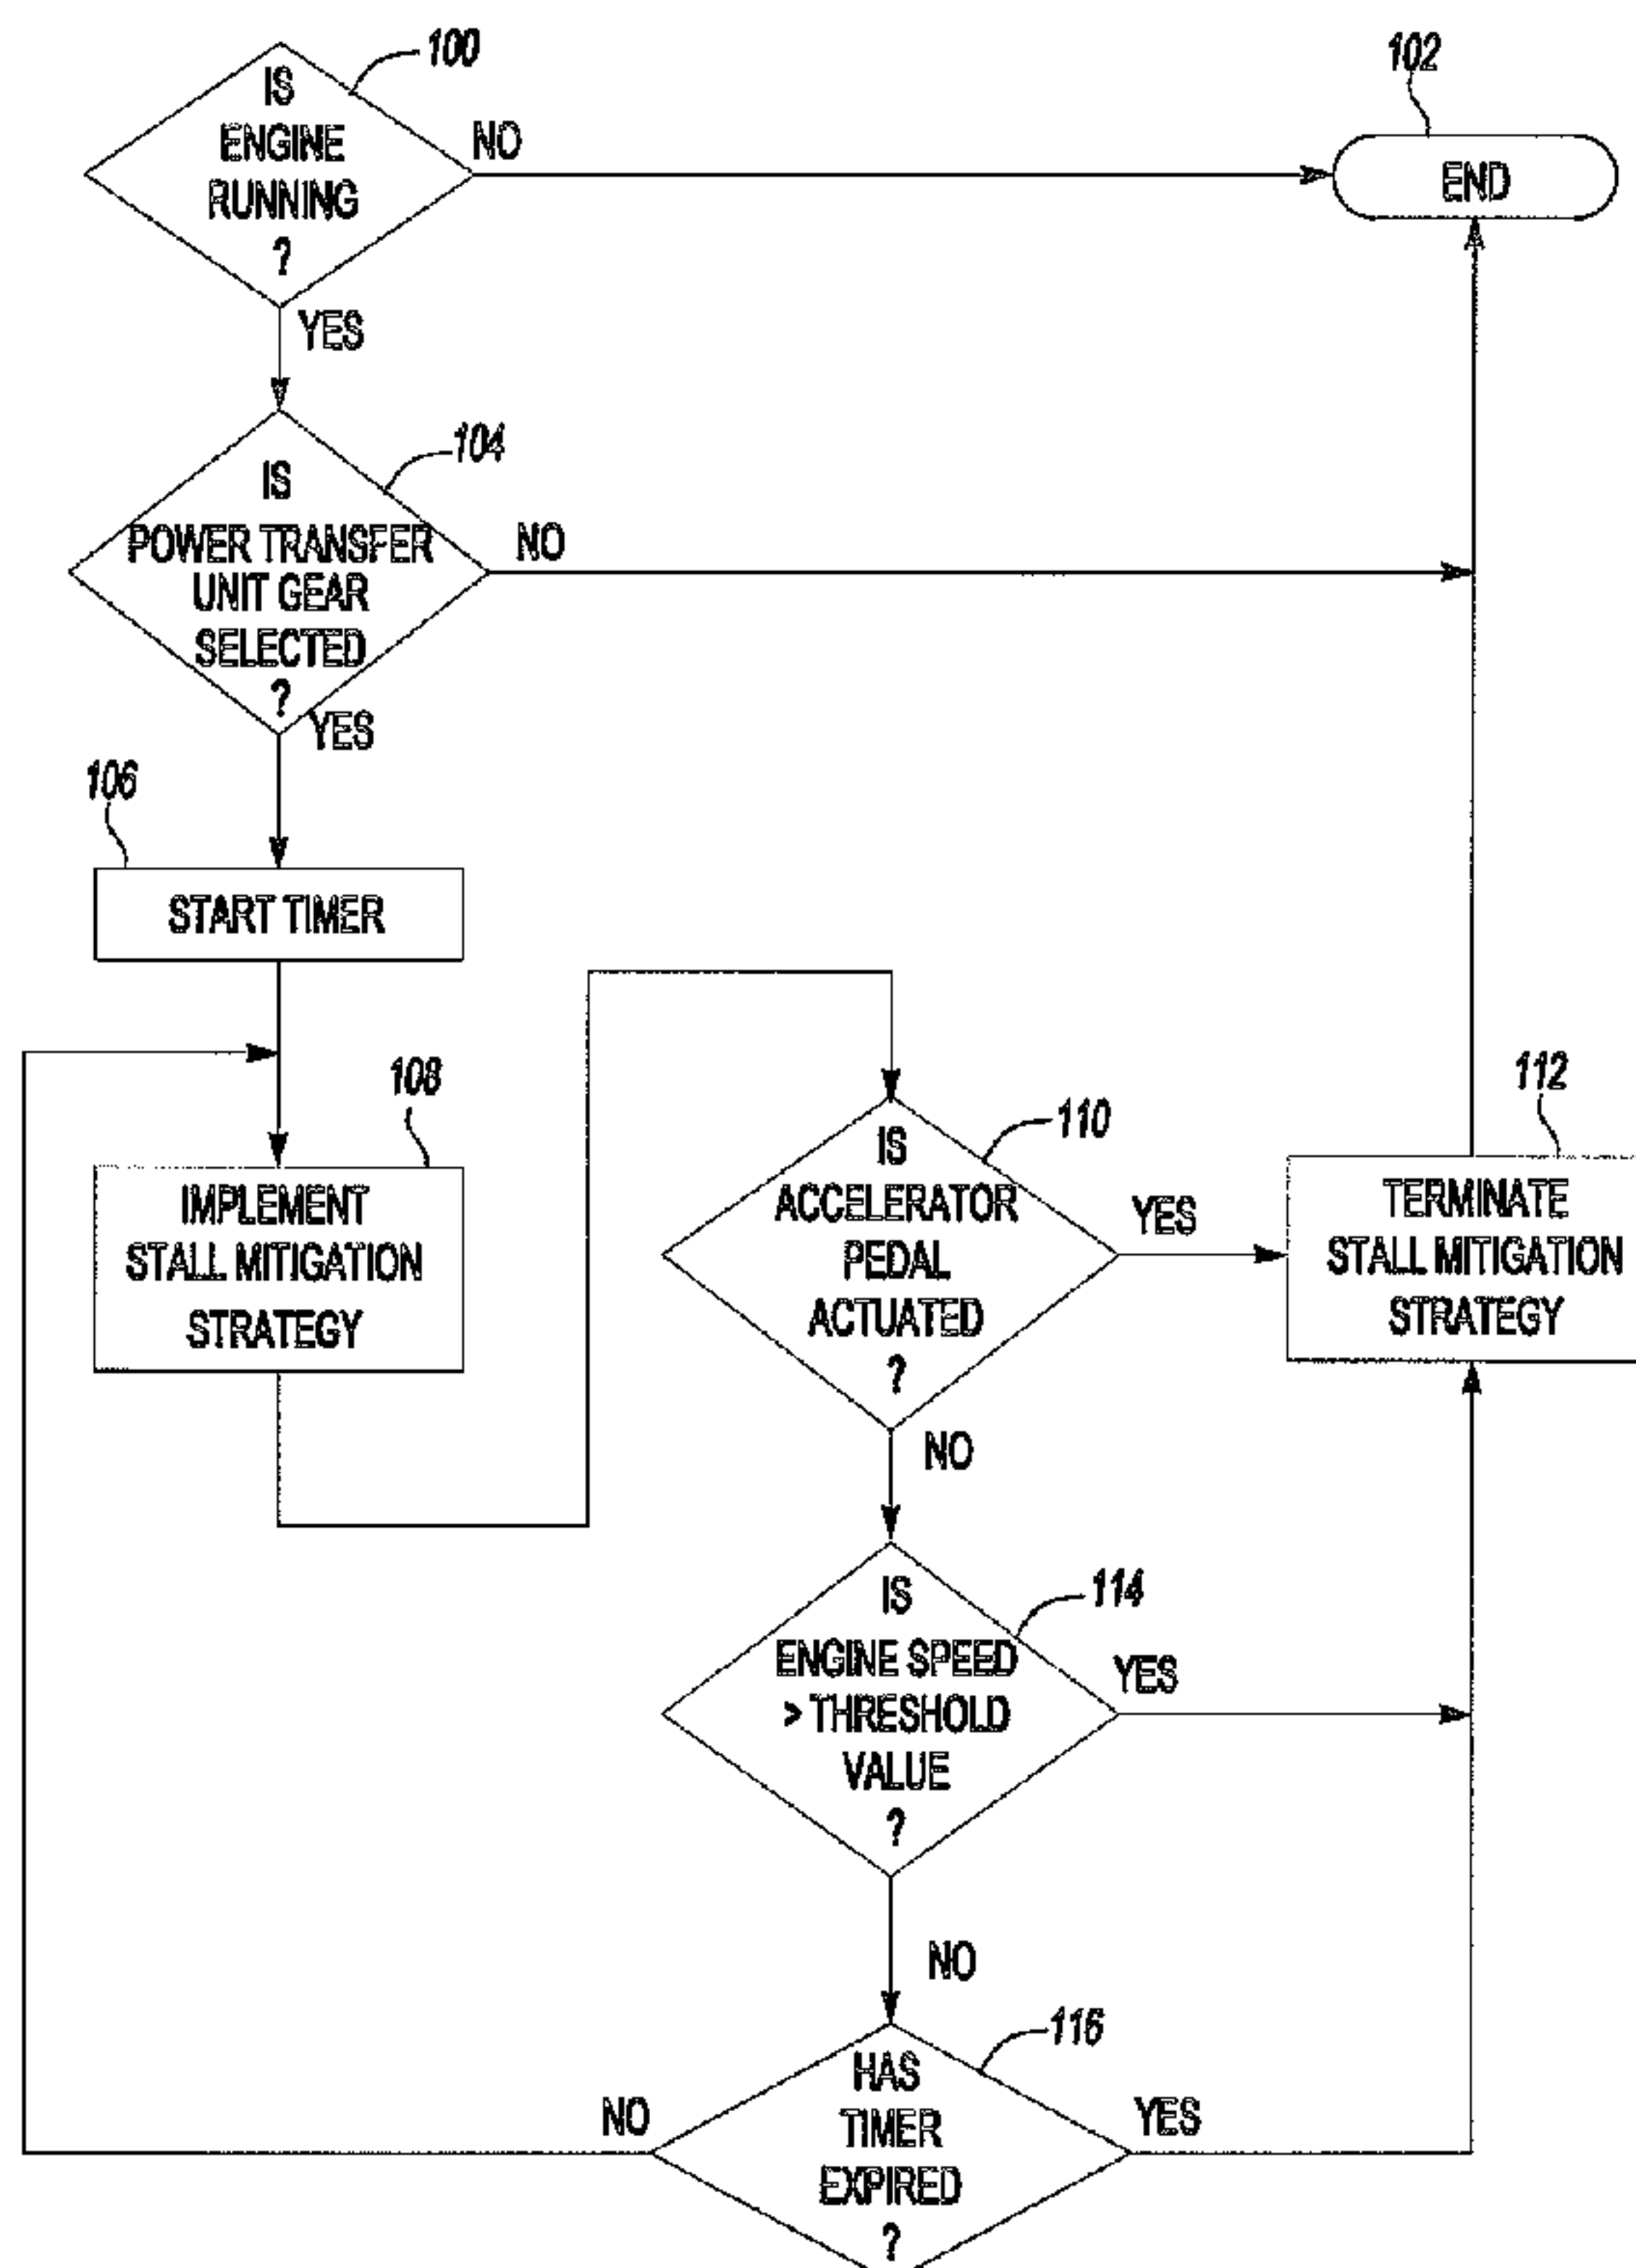 100
IS
ENGINE
RUNNING
?
NO
YES
102
END
104
IS
POWER TRANSFER
UNIT GEAR
SELECTED
?
NO
YES
106
START TIMER
108
IMPLEMENT
STALL MITIGATION
STRATEGY
110
IS
ACCELERATOR
PEDAL
ACTUATED
?
YES
NO
112
TERMINATE
STALL MITIGATION
STRATEGY
114
IS
ENGINE SPEED
> THRESHOLD
VALUE
?
YES
NO
116
HAS
TIMER
EXPIRED
?
NO
YES